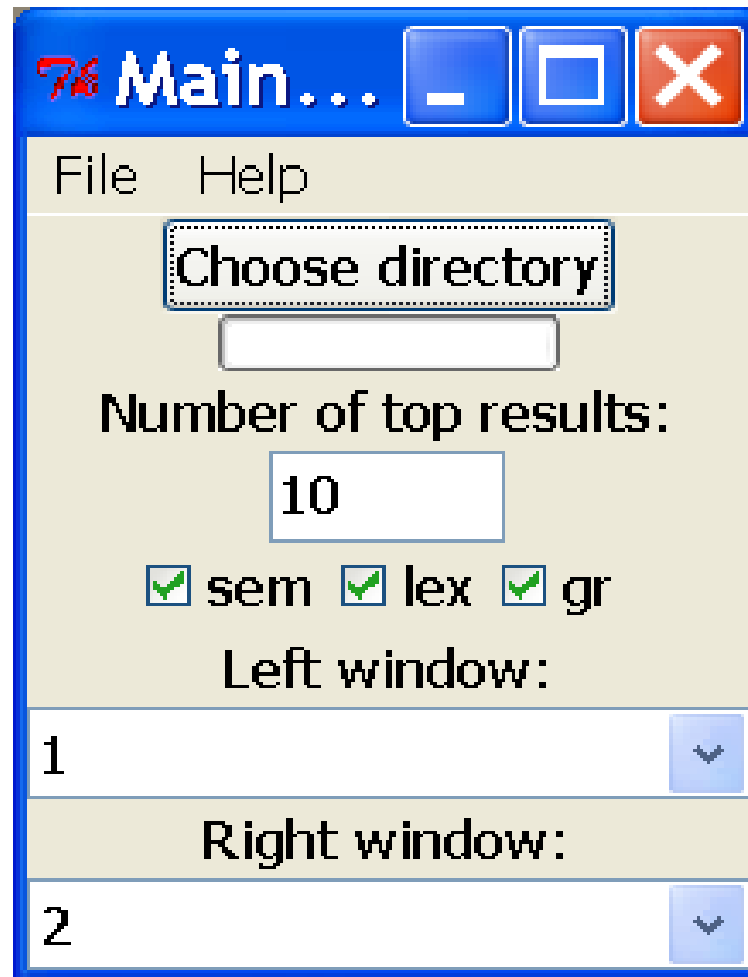 Main...
File Help
Choose directory
Number of top results:
10
sem lex gr
Left window:
1
Right window:
2